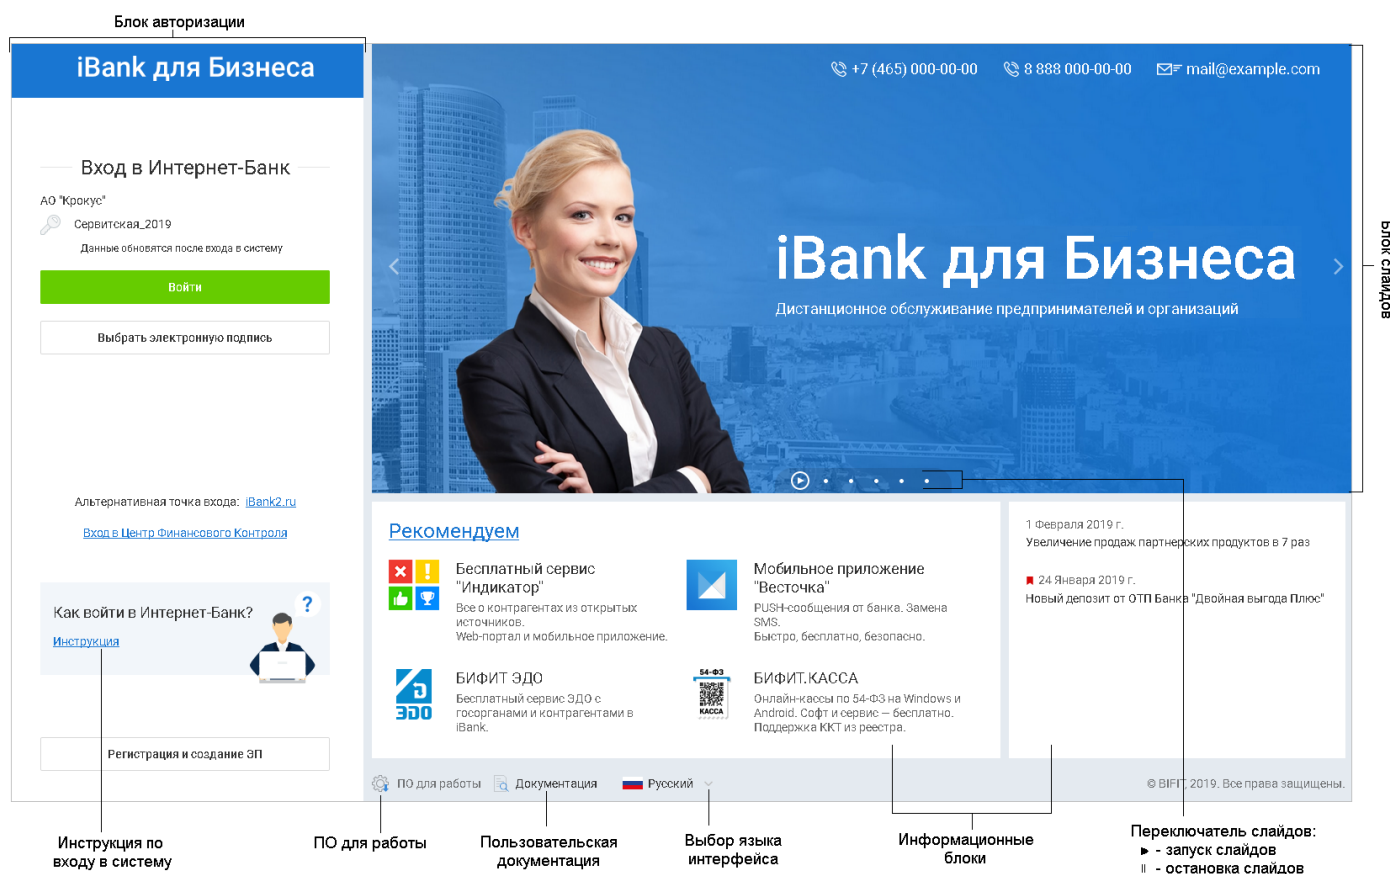 Блок авторизации
iBank для Бизнеса
Вход в Интернет-Банк
АО "Крокус"
Сервитская_2019
Данные обновятся после входа в систему
Войти
Выбрать электронную подпись
Альтернативная точка входа: iBank2.ru
Вход в Центр Финансового Контроля
Как войти в Интернет-Банк?
?
Инструкция
Регистрация и создание ЭП
+7 (465) 000-00-00 8 888 000-00-00 mail@example.com
iBank для Бизнеса
Дистанционное обслуживание предпринимателей и организаций
Блок слайдов
Рекомендуем
Бесплатный сервис
"Индикатор"
Все о контрагентах из открытых
источников.
Web-портал и мобильное приложение.
Мобильное приложение
"Весточка"
PUSH-сообщения от банка. Замена
SMS.
Быстро, бесплатно, безопасно.
ЭДО
БИФИТ ЭДО
Бесплатный сервис ЭДО с
госорганами и контрагентами в
iBank.
54-ФЗ
КАССА
БИФИТ.КАССА
Онлайн-кассы по 54-ФЗ на Windows и
Android. Софт и сервис — бесплатно.
Поддержка ККТ из реестра.
1 Февраля 2019 г.
Увеличение продаж партнерских продуктов в 7 раз
24 Января 2019 г.
Новый депозит от ОТП Банка "Двойная выгода Плюс"
ПО для работы Документация Русский
© BIFIT, 2019. Все права защищены.
Инструкция по
входу в систему
ПО для работы
Пользовательская
документация
Выбор языка
интерфейса
Информационные
блоки
Переключатель слайдов:
- запуск слайдов
- остановка слайдов